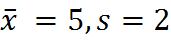 x̄ = 5, s = 2